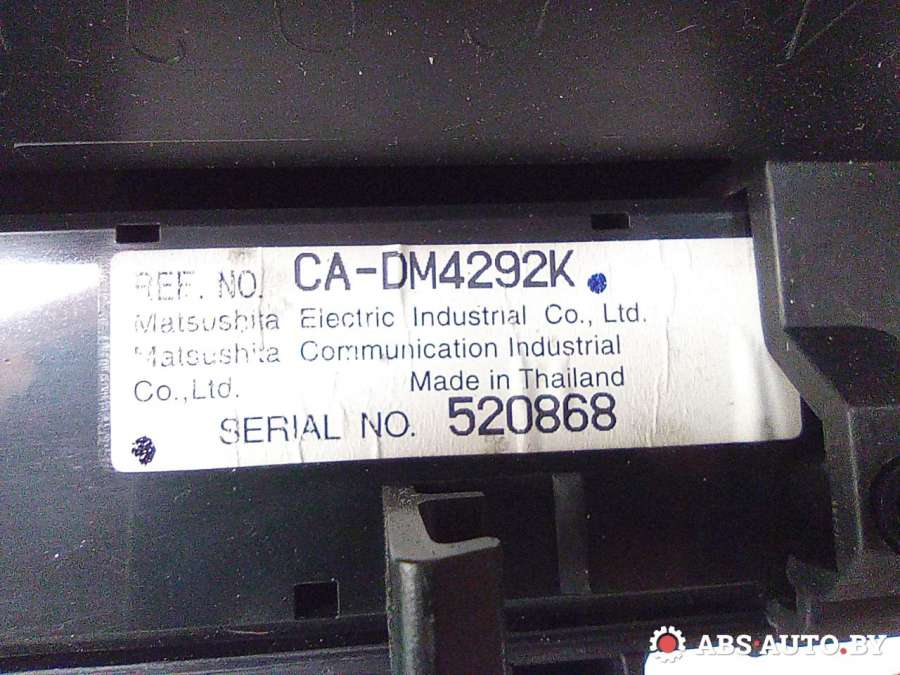 REF. NO. CA-DM4292K
Matsushita Electric Industrial Co., Ltd.
Matsushita Communication Industrial
Co.,Ltd. Made in Thailand
SERIAL NO. 520868
ABS-AUTO.BY